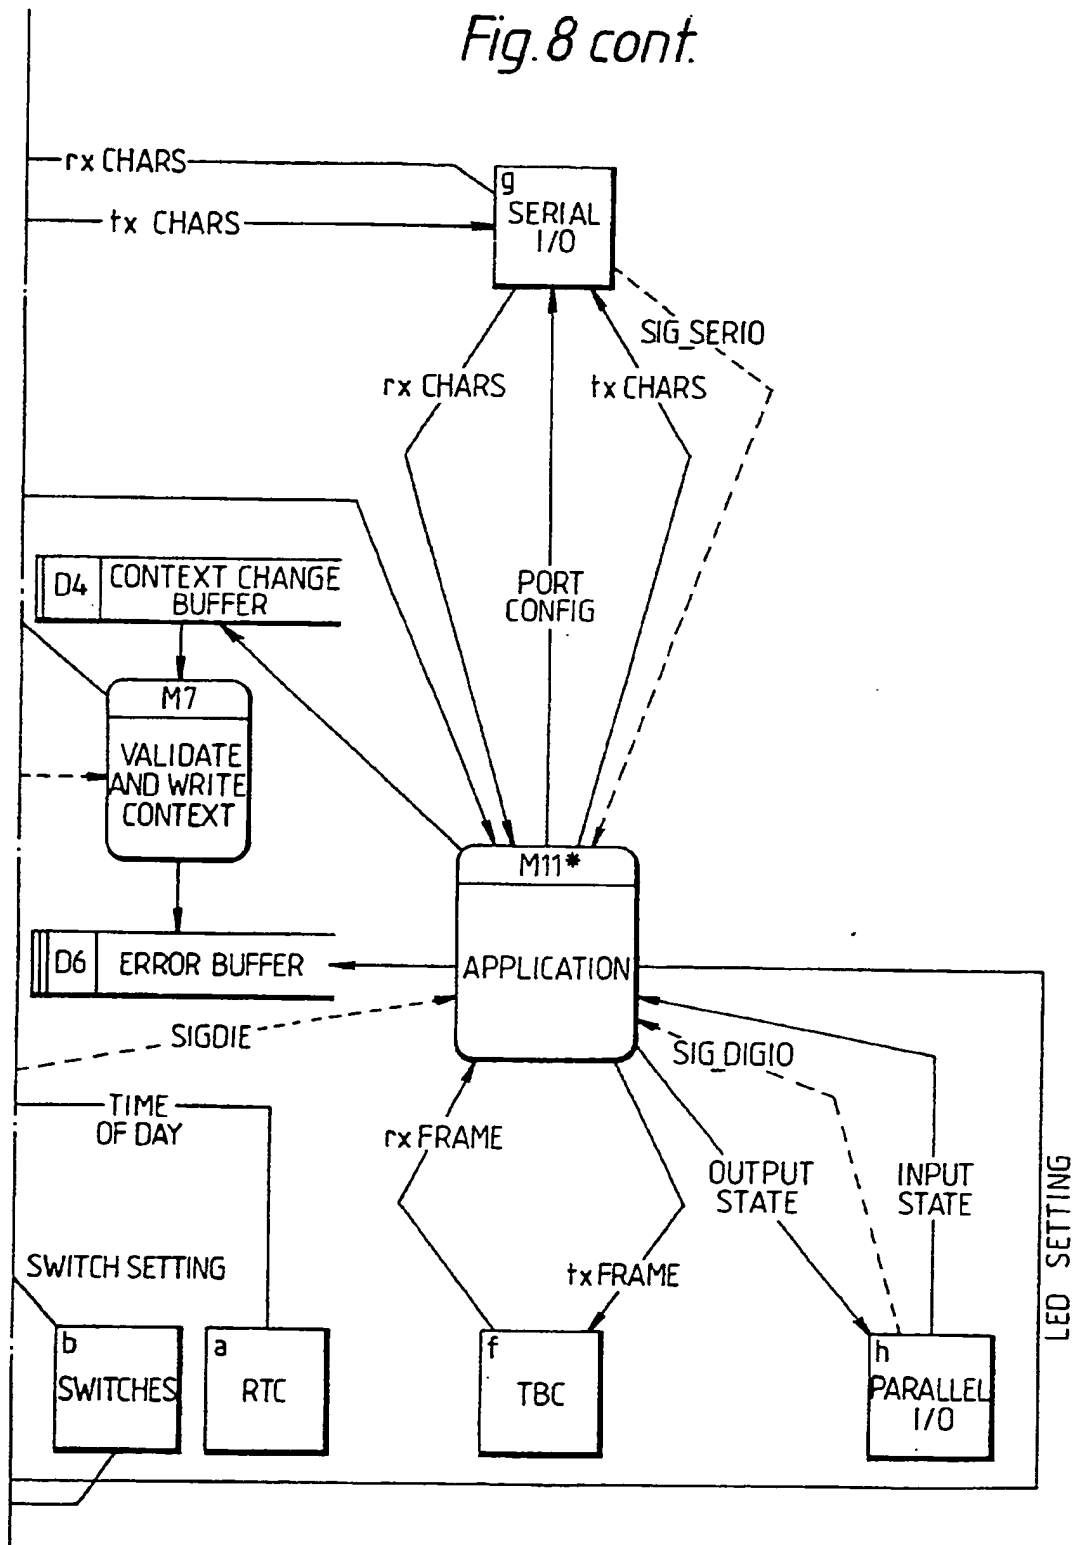 Fig. 8 cont.
rx CHARS
tx CHARS
g
SERIAL
I/O
SIG_SERIO
rx CHARS
tx CHARS
PORT
CONFIG
D4
CONTEXT CHANGE
BUFFER
M7
VALIDATE
AND WRITE
CONTEXT
M11*
APPLICATION
D6
ERROR BUFFER
SIGDIE
SIG_DIGIO
TIME
OF DAY
rx FRAME
OUTPUT
STATE
INPUT
STATE
LED SETTING
SWITCH SETTING
tx FRAME
b
SWITCHES
a
RTC
f
TBC
h
PARALLEL
I/O